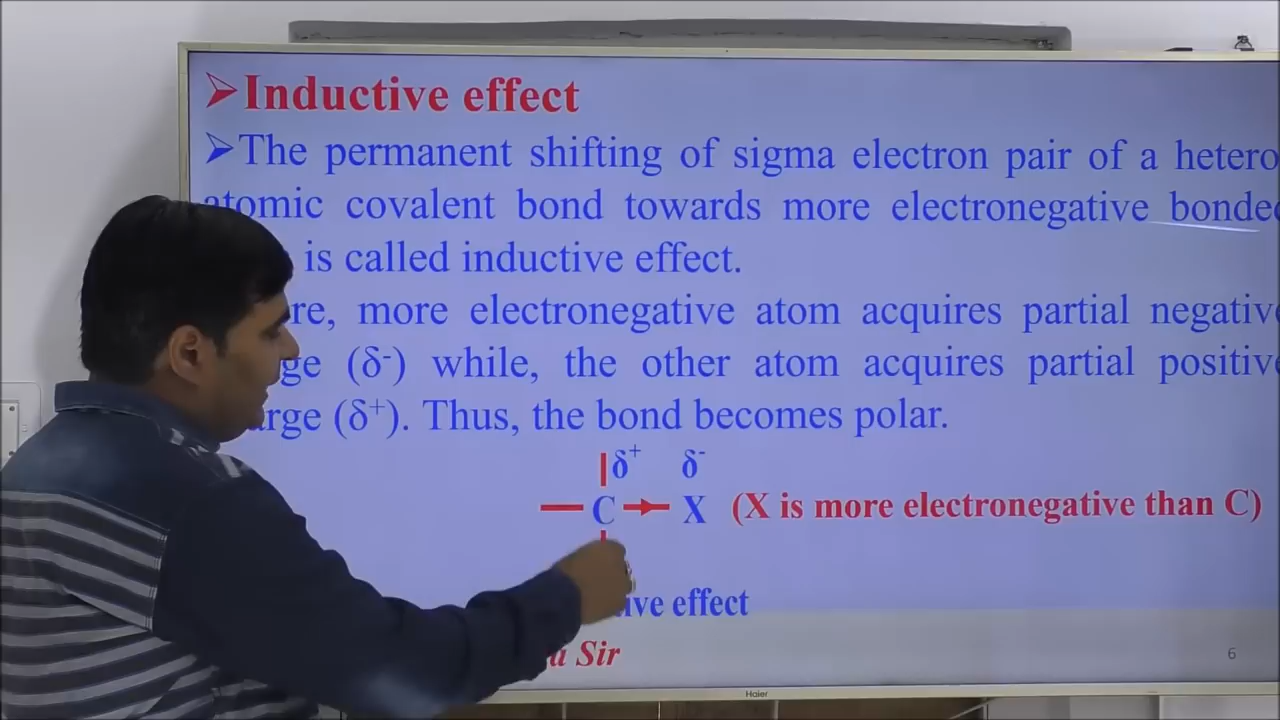 ➢Inductive effect
➢The permanent shifting of sigma electron pair of a hetero
atomic covalent bond towards more electronegative bonded
is called inductive effect.
re, more electronegative atom acquires partial negative
ge (δ-) while, the other atom acquires partial positive
arge (δ+). Thus, the bond becomes polar.
δ+ δ-
C X (X is more electronegative than C)
ive effect
Sir
6
Haier